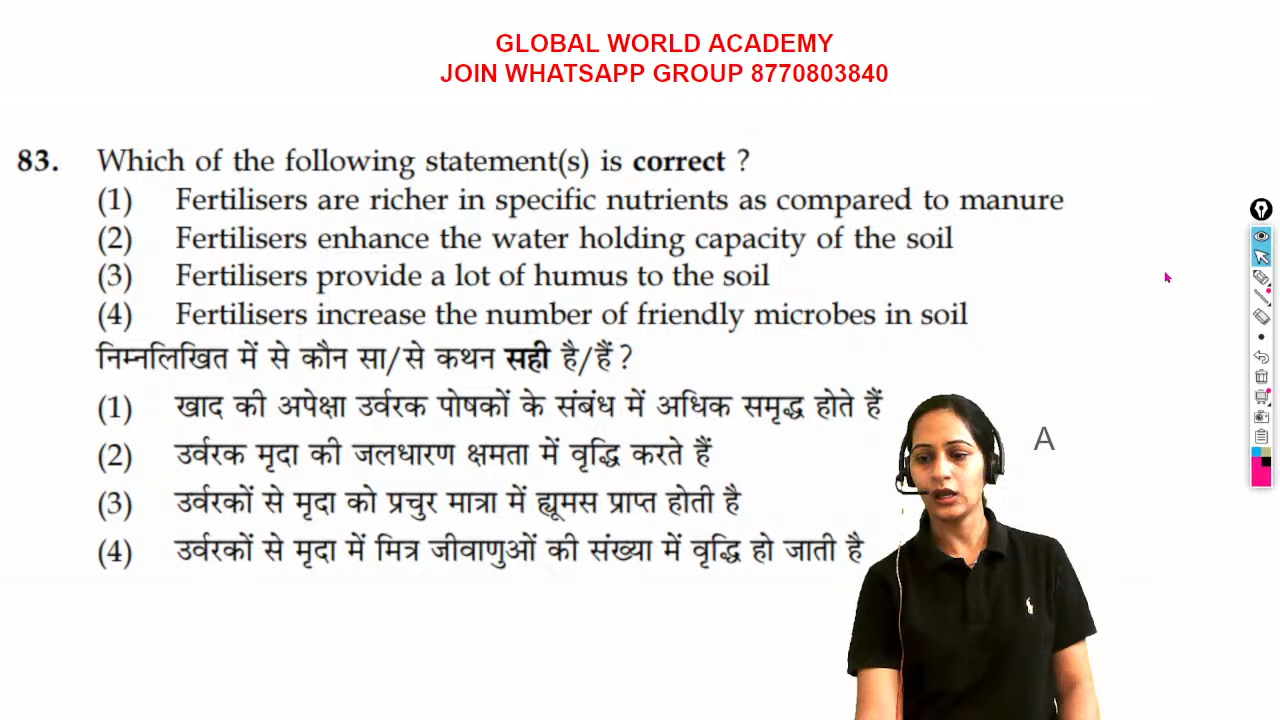 GLOBAL WORLD ACADEMY
JOIN WHATSAPP GROUP 8770803840
83. Which of the following statement(s) is correct ?
(1) Fertilisers are richer in specific nutrients as compared to manure
(2) Fertilisers enhance the water holding capacity of the soil
(3) Fertilisers provide a lot of humus to the soil
(4) Fertilisers increase the number of friendly microbes in soil
निम्नलिखित में से कौन सा/से कथन सही है/हैं ?
(1) खाद की अपेक्षा उर्वरक पोषकों के संबंध में अधिक समृद्ध होते हैं
(2) उर्वरक मृदा की जलधारण क्षमता में वृद्धि करते हैं
(3) उर्वरकों से मृदा को प्रचुर मात्रा में ह्यूमस प्राप्त होती है
(4) उर्वरकों से मृदा में मित्र जीवाणुओं की संख्या में वृद्धि हो जाती है
A